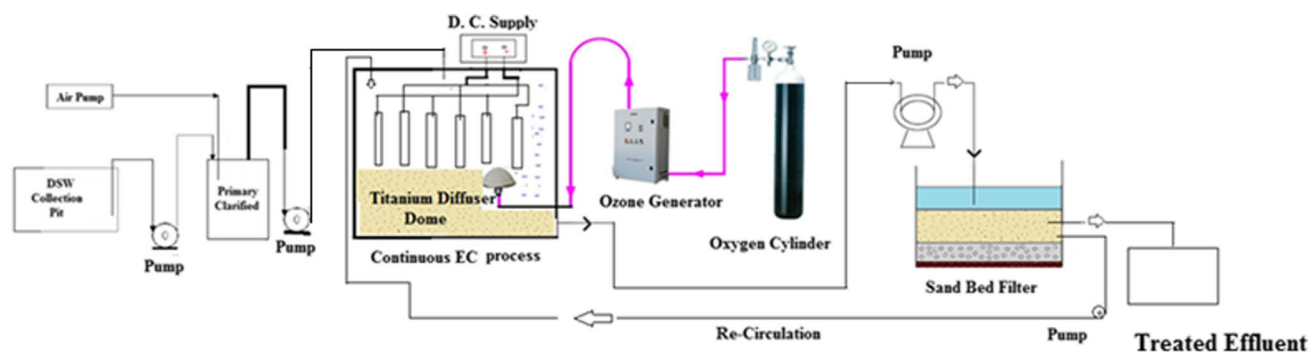 D. C. Supply
Pump
Air Pump
DSW
Collection
Pit
Primary
Clarified
Titanium Diffuser
Dome
Ozone Generator
Oxygen Cylinder
Pump
Pump
Continuous EC process
Sand Bed Filter
Re-Circulation
Pump
Treated Effluent